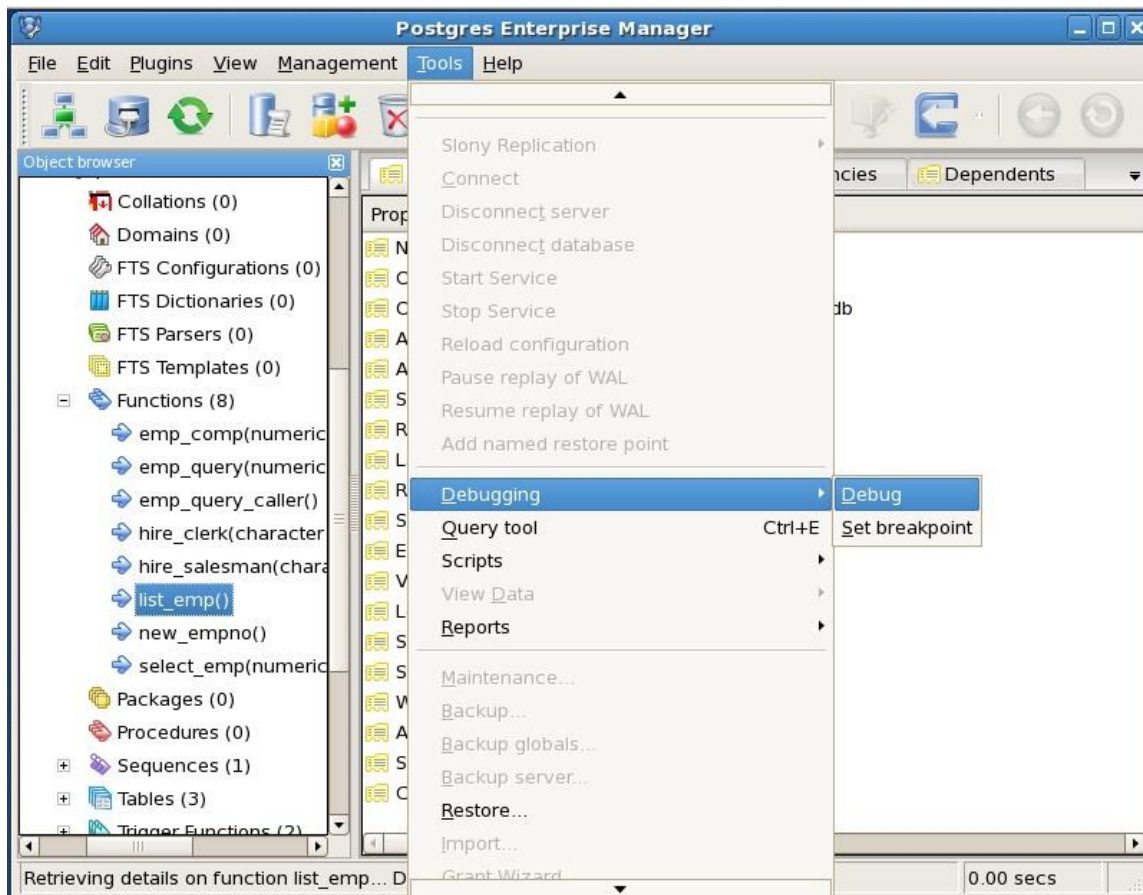 Postgres Enterprise Manager
File Edit Plugins View Management Tools Help
Object browser
Collations (0)
Domains (0)
FTS Configurations (0)
FTS Dictionaries (0)
FTS Parsers (0)
FTS Templates (0)
Functions (8)
emp_comp(numeric
emp_query(numeric
emp_query_caller()
hire_clerk(character
hire_salesman(chara
list_emp()
new_empno()
select_emp(numeric
Packages (0)
Procedures (0)
Sequences (1)
Tables (3)
Trigger Functions (2)
ncies Dependents
Prop
N
O
O
db
A
A
S
R
L
R
S
E
V
L
S
S
W
A
S
C
Slony Replication
Connect
Disconnect server
Disconnect database
Start Service
Stop Service
Reload configuration
Pause replay of WAL
Resume replay of WAL
Add named restore point
Debugging
Query tool Ctrl+E
Scripts
View Data
Reports
Maintenance...
Backup...
Backup globals...
Backup server...
Restore...
Import...
Grant Wizard
Debug
Set breakpoint
Retrieving details on function list_emp... D
0.00 secs